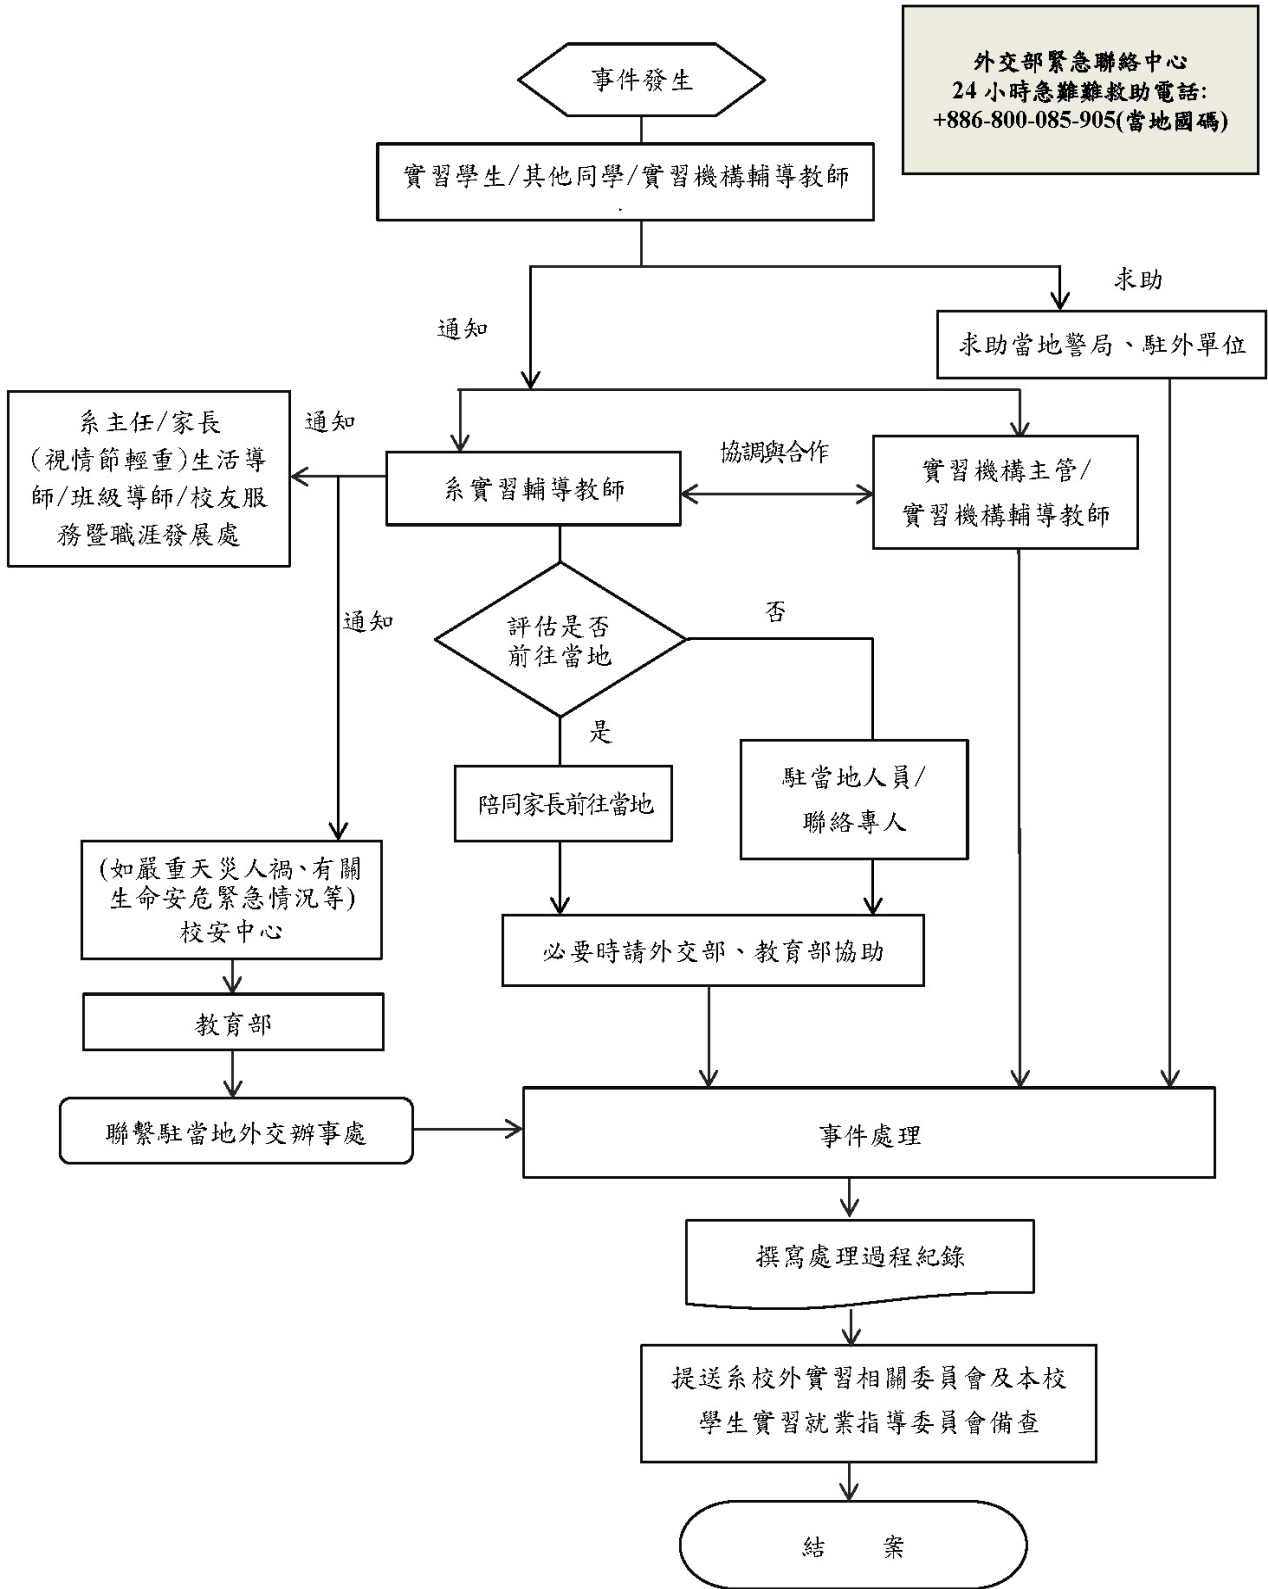 外交部緊急聯絡中心
24 小時急難難救助電話:
+886-800-085-905(當地國碼)
事件發生
實習學生/其他同學/實習機構輔導教師
通知
求助
求助當地警局、駐外單位
系主任/家長
(視情節輕重)生活導
師/班級導師/校友服
務暨職涯發展處
通知
系實習輔導教師
協調與合作
實習機構主管/
實習機構輔導教師
通知
評估是否
前往當地
否
是
陪同家長前往當地
駐當地人員/
聯絡專人
(如嚴重天災人禍、有關
生命安危緊急情況等)
校安中心
必要時請外交部、教育部協助
教育部
聯繫駐當地外交辦事處
事件處理
撰寫處理過程紀錄
提送系校外實習相關委員會及本校
學生實習就業指導委員會備查
結 案